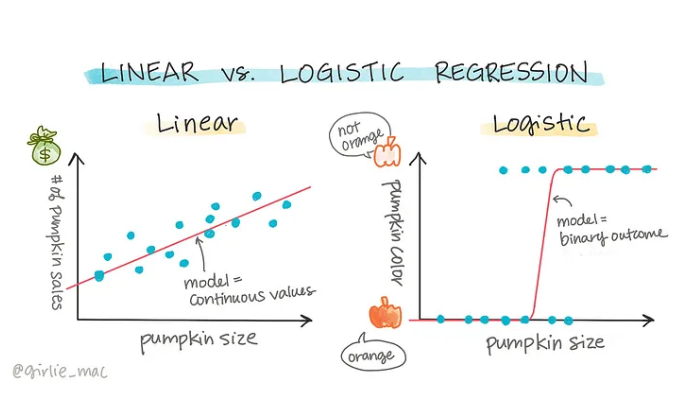 LINEAR vs. LOGISTIC REGRESSION
Linear
$
# of pumpkin sales
model =
continuous values
pumpkin size
Logistic
not
orange
pumpkin color
model =
binary outcome
orange
pumpkin size
@girlie_mac